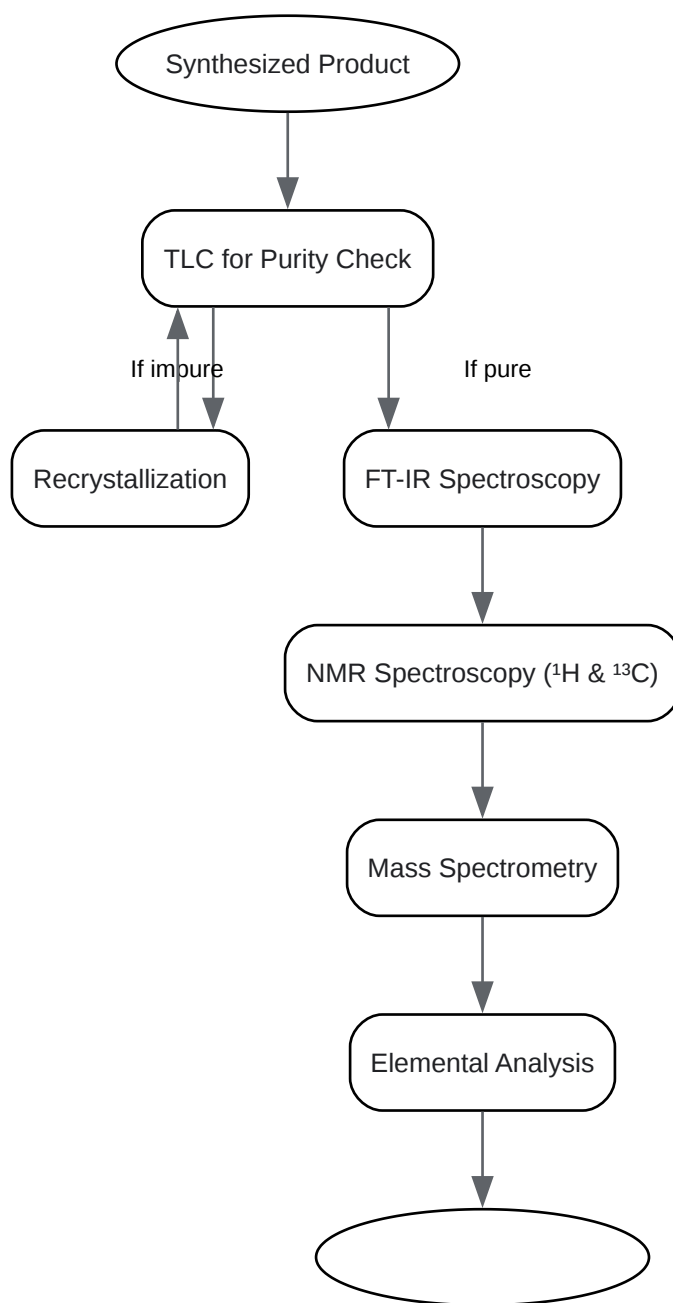 Synthesized Product
TLC for Purity Check
If impure
If pure
Recrystallization
FT-IR Spectroscopy
NMR Spectroscopy (¹H & ¹³C)
Mass Spectrometry
Elemental Analysis